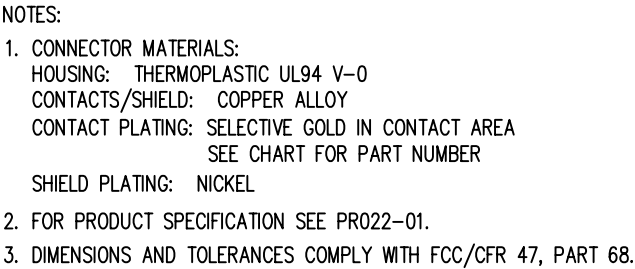 NOTES:
1. CONNECTOR MATERIALS:
HOUSING: THERMOPLASTIC UL94 V-0
CONTACTS/SHIELD: COPPER ALLOY
CONTACT PLATING: SELECTIVE GOLD IN CONTACT AREA
SEE CHART FOR PART NUMBER
SHIELD PLATING: NICKEL
2. FOR PRODUCT SPECIFICATION SEE PR022-01.
3. DIMENSIONS AND TOLERANCES COMPLY WITH FCC/CFR 47, PART 68.